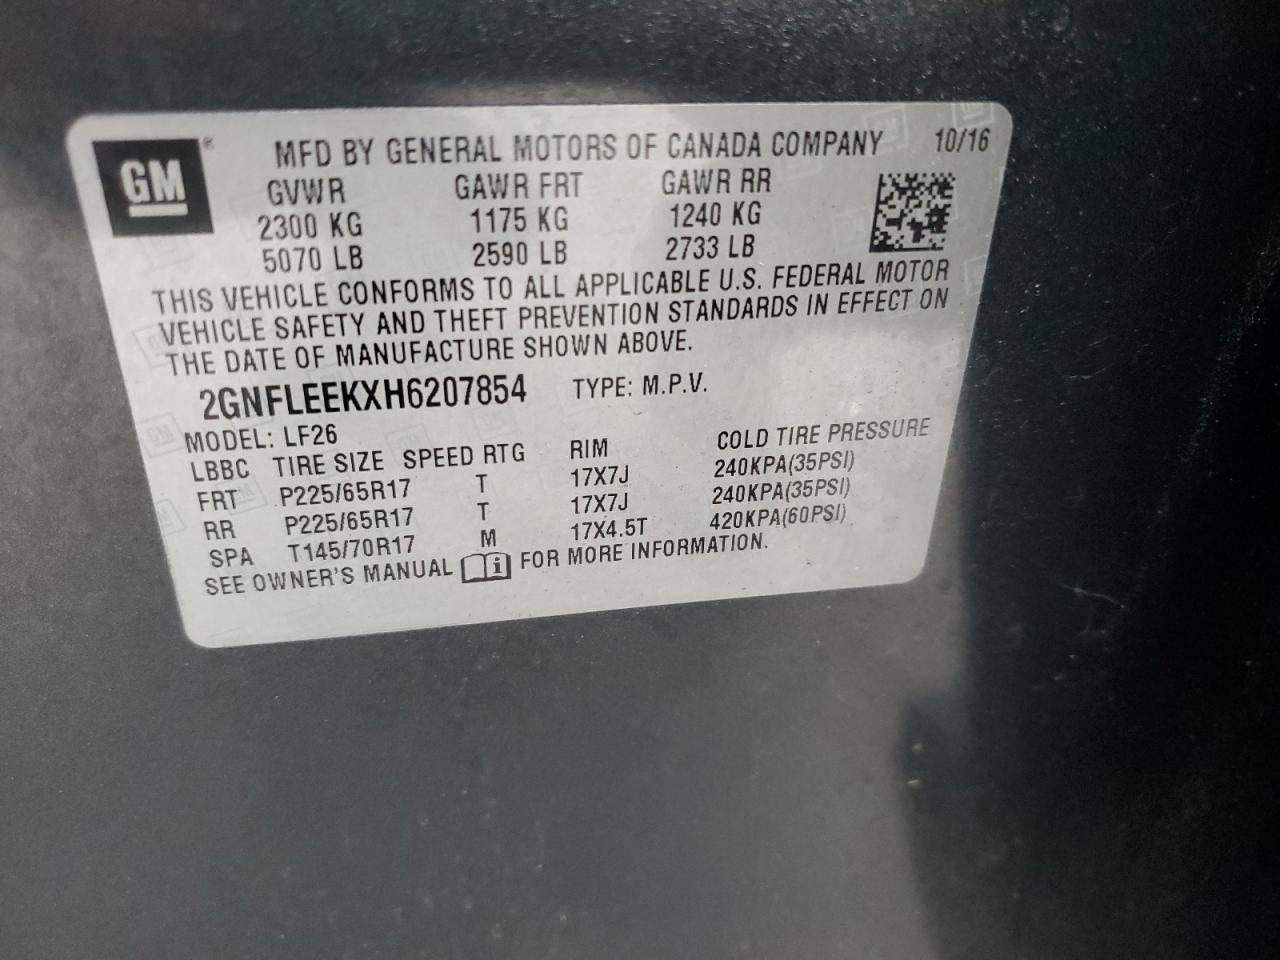 GM ®
MFD BY GENERAL MOTORS OF CANADA COMPANY 10/16
GVWR GAWR FRT GAWR RR
2300 KG 1175 KG 1240 KG
5070 LB 2590 LB 2733 LB
THIS VEHICLE CONFORMS TO ALL APPLICABLE U.S. FEDERAL MOTOR
VEHICLE SAFETY AND THEFT PREVENTION STANDARDS IN EFFECT ON
THE DATE OF MANUFACTURE SHOWN ABOVE.
2GNFLEEKXH6207854 TYPE: M.P.V.
MODEL: LF26
LBBC TIRE SIZE SPEED RTG RIM COLD TIRE PRESSURE
FRT P225/65R17 T 17X7J 240KPA(35PSI)
RR P225/65R17 T 17X7J 240KPA(35PSI)
SPA T145/70R17 M 17X4.5T 420KPA(60PSI)
SEE OWNER'S MANUAL i FOR MORE INFORMATION.